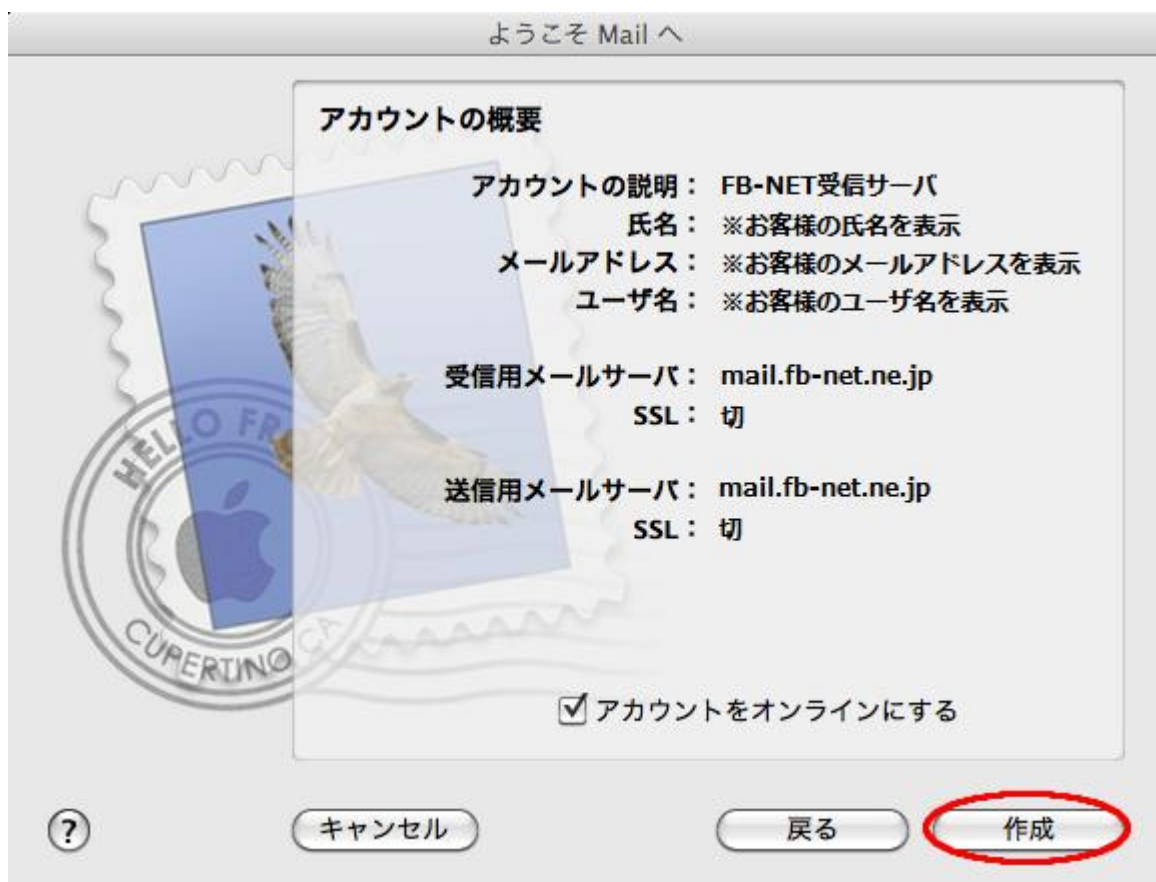 ようこそ Mail へ
アカウントの概要
アカウントの説明： FB-NET受信サーバ
氏名： ※お客様の氏名を表示
メールアドレス： ※お客様のメールアドレスを表示
ユーザ名： ※お客様のユーザ名を表示
受信用メールサーバ： mail.fb-net.ne.jp
SSL： 切
送信用メールサーバ： mail.fb-net.ne.jp
SSL： 切
HELLO FR
CUPERTINO CA
アカウントをオンラインにする
? キャンセル 戻る 作成